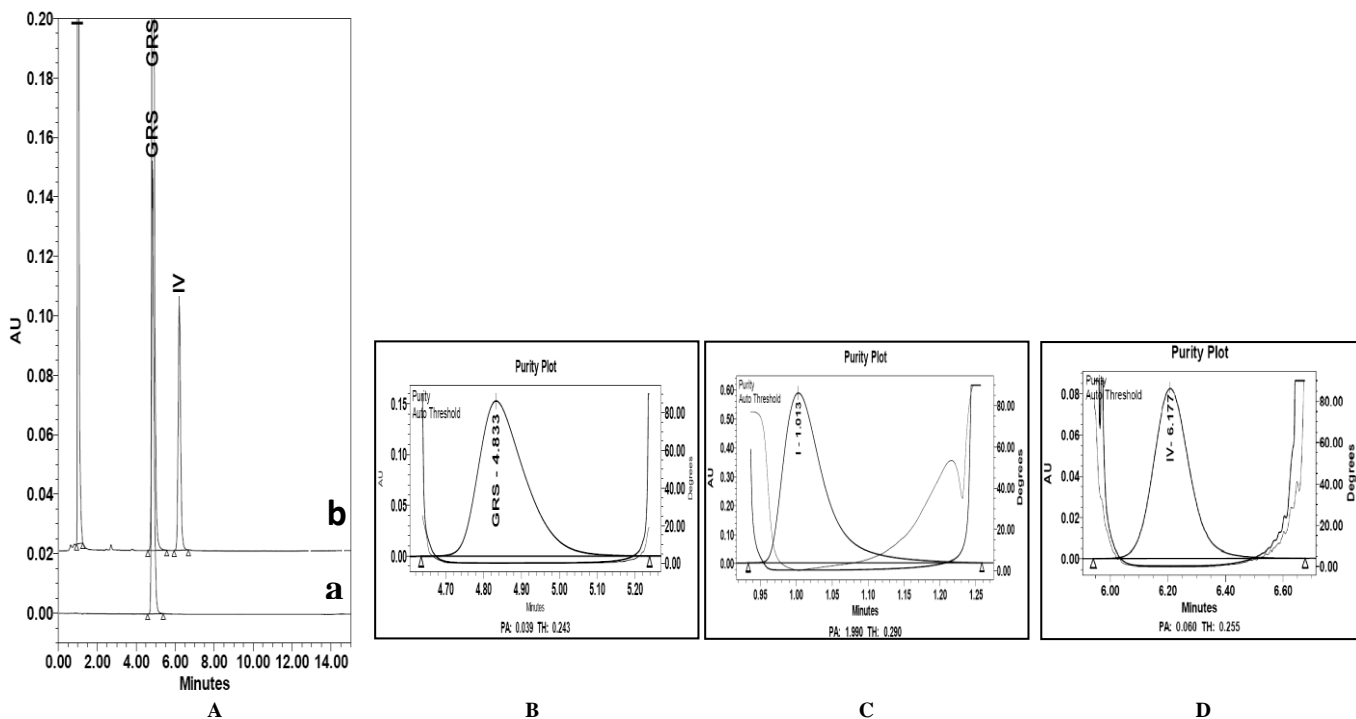 0.20
0.18
0.16
0.14
0.12
0.10
0.08
0.06
0.04
0.02
0.00
AU
I
GRS
GRS
IV
b
a
0.00 2.00 4.00 6.00 8.00 10.00 12.00 14.00
Minutes
A
Purity Plot
Purity
Auto Threshold
0.15
0.10
0.05
0.00
AU
GRS - 4.833
80.00
60.00
40.00
20.00
0.00
Degrees
4.70 4.80 4.90 5.00 5.10 5.20
Minutes
PA: 0.039 TH: 0.243
B
Purity Plot
Purity
Auto Threshold
0.60
0.50
0.40
0.30
0.20
0.10
0.00
AU
I - 1.013
80.00
60.00
40.00
20.00
0.00
Degrees
0.95 1.00 1.05 1.10 1.15 1.20 1.25
Minutes
PA: 1.990 TH: 0.290
C
Purity Plot
Purity
Auto Threshold
0.08
0.06
0.04
0.02
0.00
AU
IV- 6.177
80.00
60.00
40.00
20.00
0.00
Degrees
6.00 6.20 6.40 6.60
Minutes
PA: 0.060 TH: 0.255
D